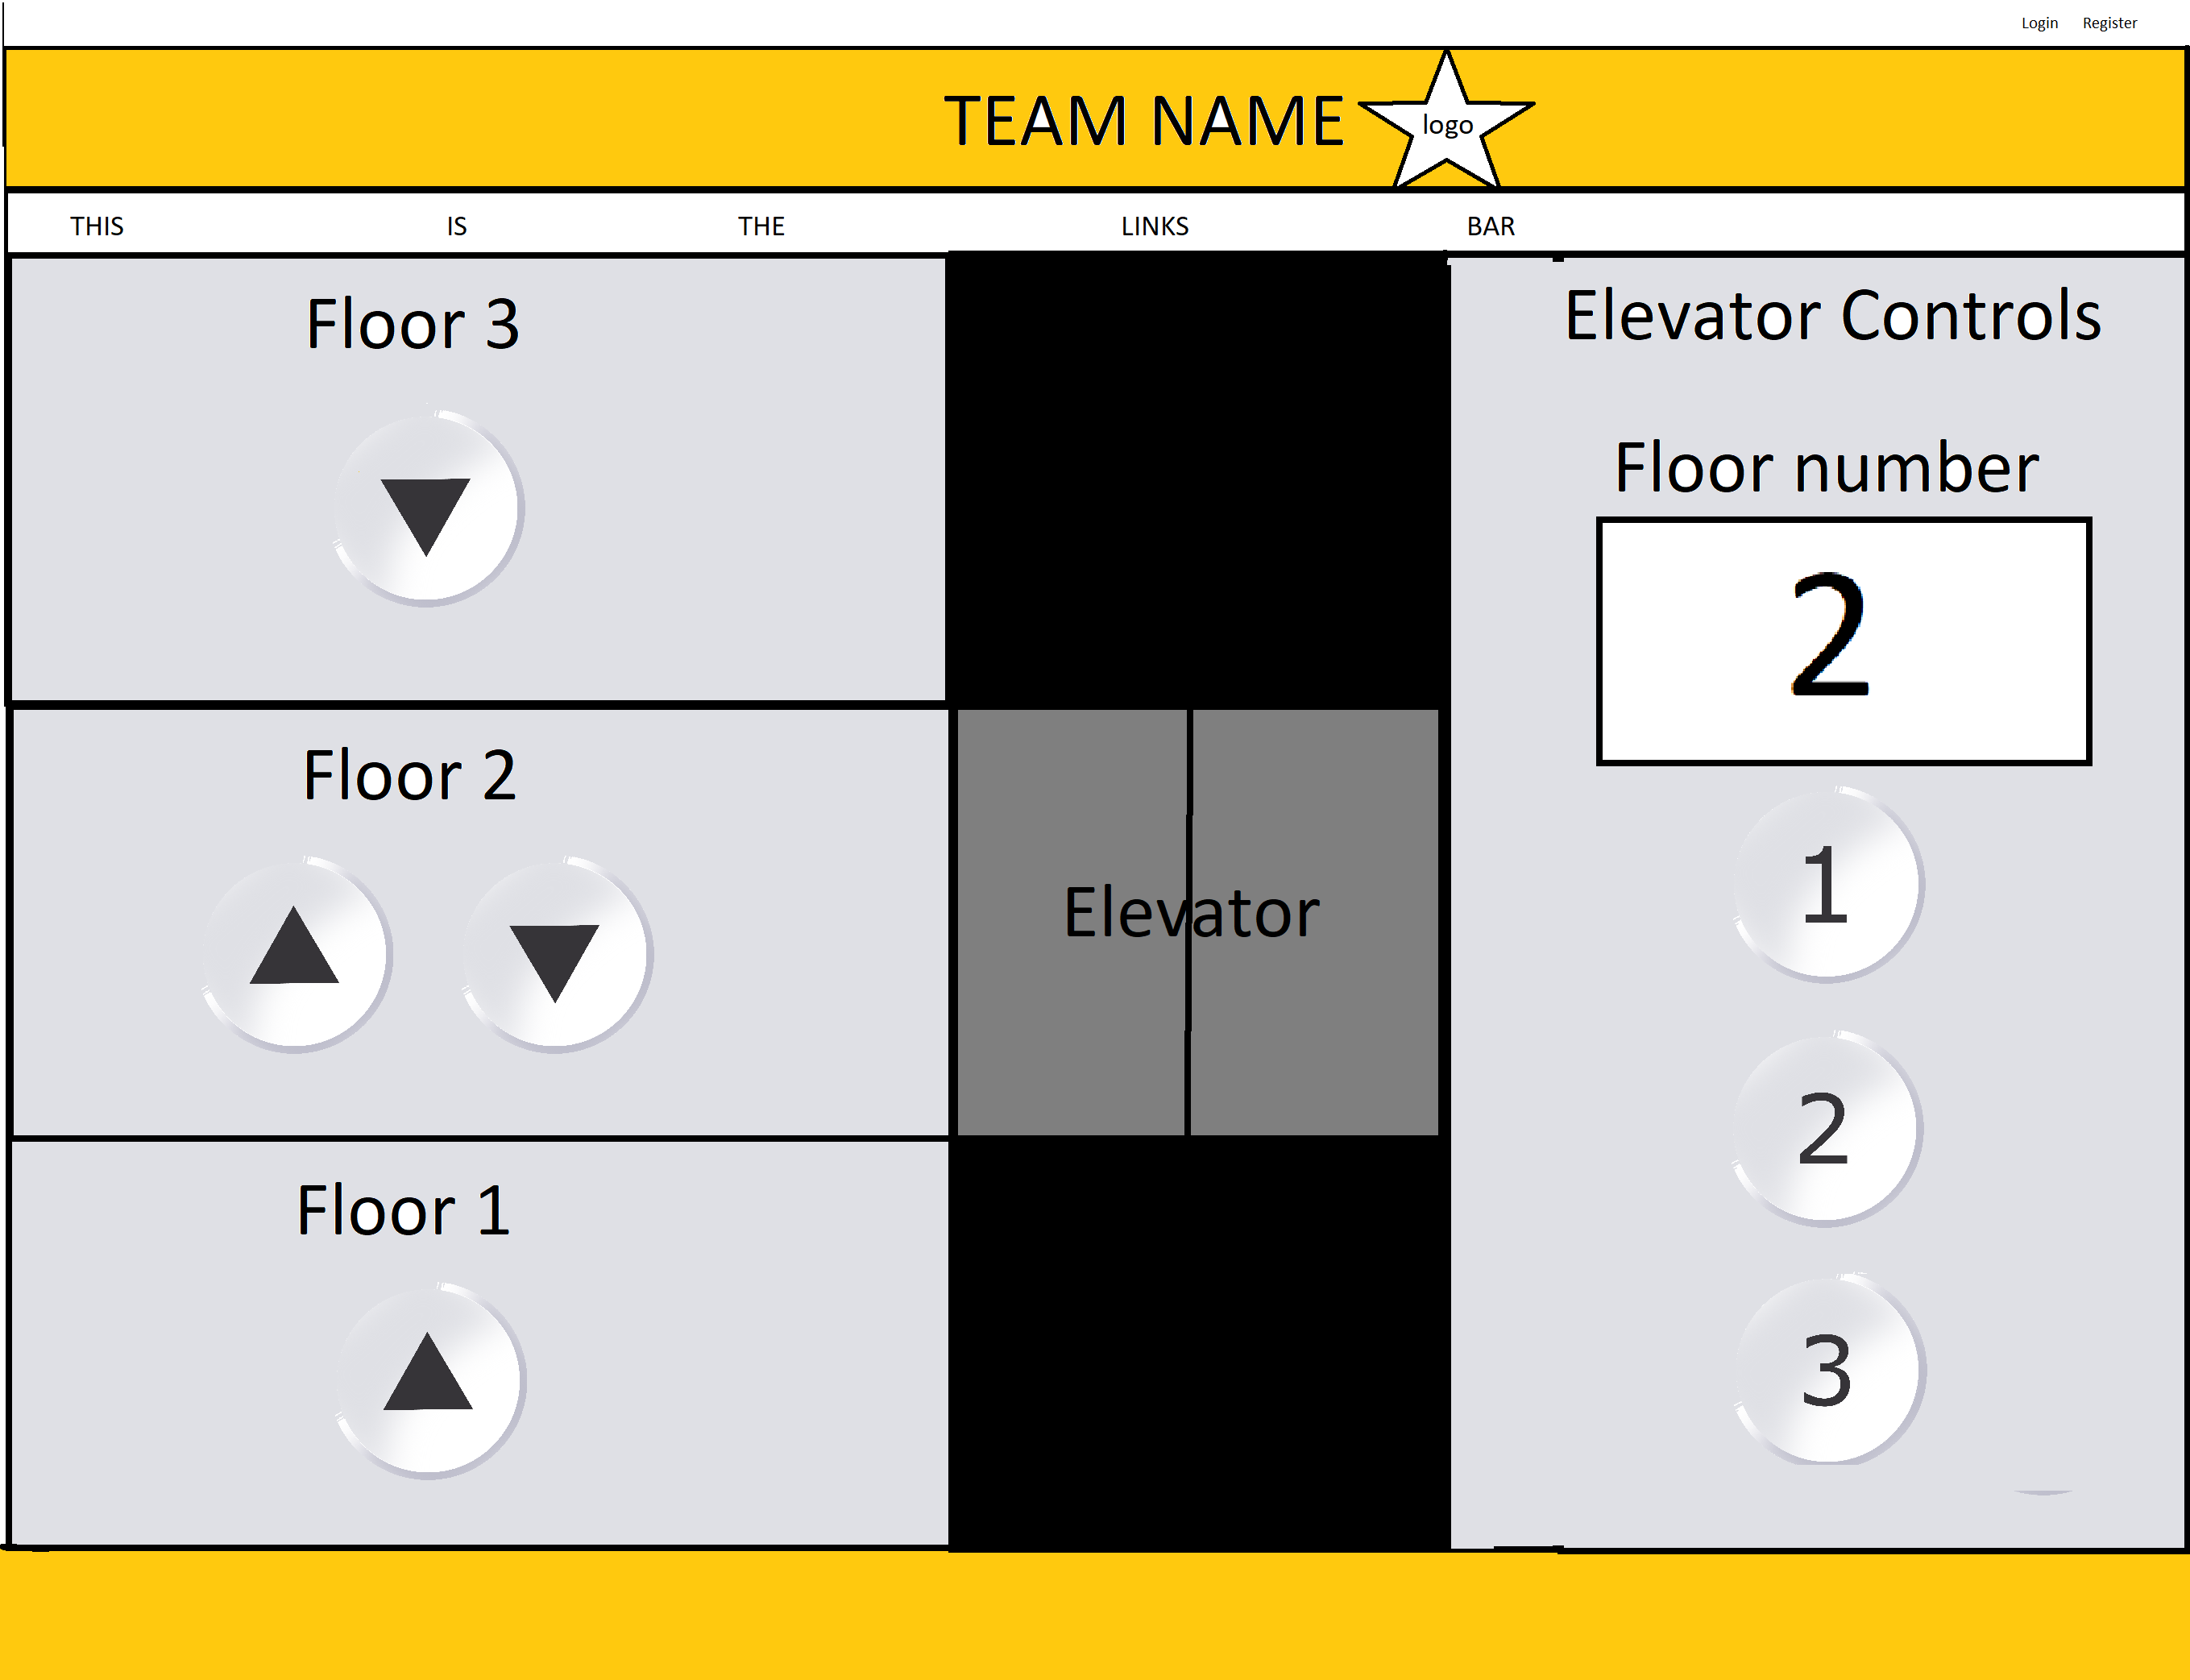 Login Register
TEAM NAME logo
THIS IS THE LINKS BAR
Floor 3
Floor 2
Floor 1
Elevator
Elevator Controls
Floor number
2
1
2
3